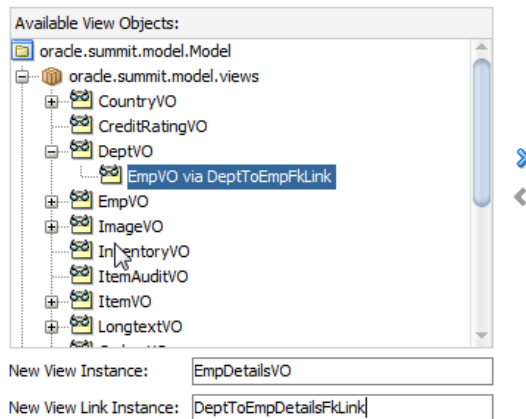 Available View Objects:
oracle.summit.model.Model
oracle.summit.model.views
CountryVO
CreditRatingVO
DeptVO
EmpVO via DeptToEmpFkLink
EmpVO
ImageVO
InventoryVO
ItemAuditVO
ItemVO
LongtextVO
New View Instance: EmpDetailsVO
New View Link Instance: DeptToEmpDetailsFkLink